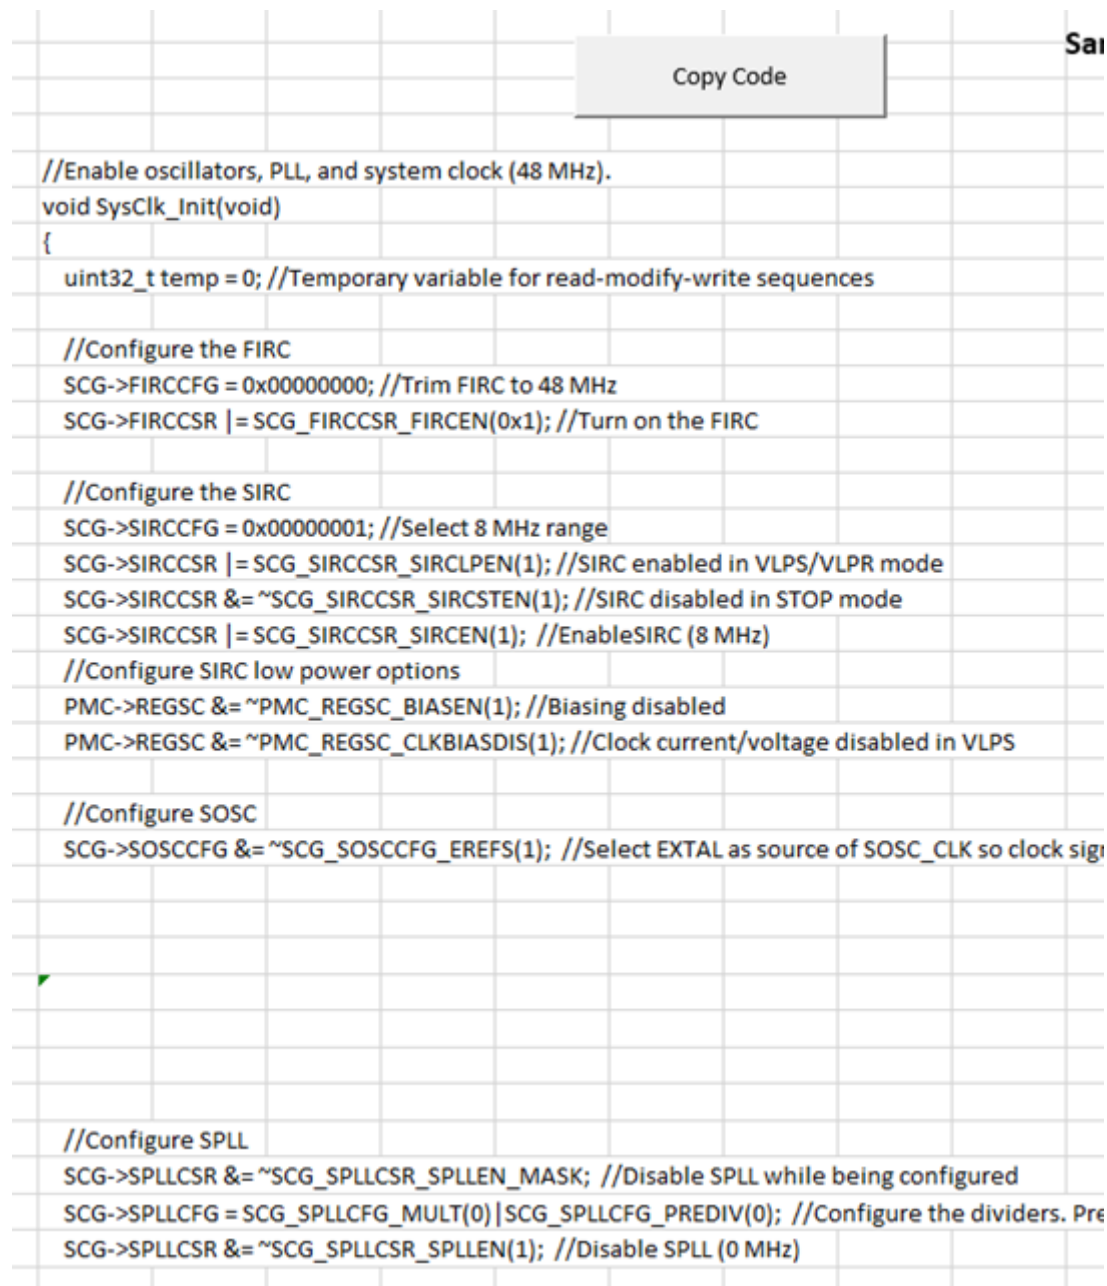 Copy Code
//Enable oscillators, PLL, and system clock (48 MHz).
void SysClk_Init(void)
{
uint32_t temp = 0; //Temporary variable for read-modify-write sequences
//Configure the FIRC
SCG->FIRCCFG = 0x00000000; //Trim FIRC to 48 MHz
SCG->FIRCCSR |= SCG_FIRCCSR_FIRCEN(0x1); //Turn on the FIRC
//Configure the SIRC
SCG->SIRCCFG = 0x00000001; //Select 8 MHz range
SCG->SIRCCSR |= SCG_SIRCCSR_SIRCLPEN(1); //SIRC enabled in VLPS/VLPR mode
SCG->SIRCCSR &= ~SCG_SIRCCSR_SIRCSTEN(1); //SIRC disabled in STOP mode
SCG->SIRCCSR |= SCG_SIRCCSR_SIRCEN(1); //EnableSIRC (8 MHz)
//Configure SIRC low power options
PMC->REGSC &= ~PMC_REGSC_BIASEN(1); //Biasing disabled
PMC->REGSC &= ~PMC_REGSC_CLKBIASDIS(1); //Clock current/voltage disabled in VLPS
//Configure SOSC
SCG->SOSCCFG &= ~SCG_SOSCCFG_EREFS(1); //Select EXTAL as source of SOSC_CLK so clock
//Configure SPLL
SCG->SPLLCSR &= ~SCG_SPLLCSR_SPLLEN_MASK; //Disable SPLL while being configured
SCG->SPLLCFG = SCG_SPLLCFG_MULT(0)|SCG_SPLLCFG_PREDIV(0); //Configure the dividers.
SCG->SPLLCSR &= ~SCG_SPLLCSR_SPLLEN(1); //Disable SPLL (0 MHz)